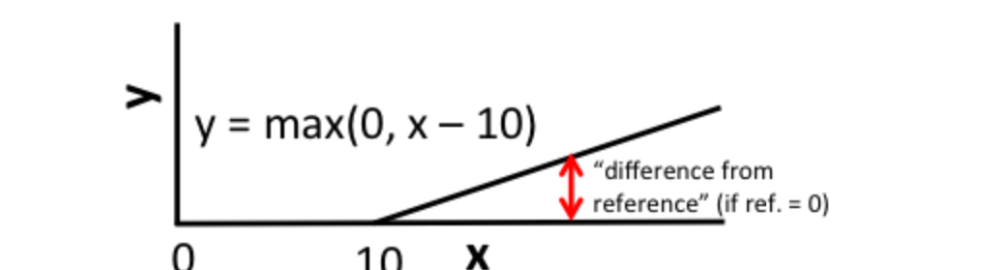 y
y = max(0, x – 10)
“difference from
reference” (if ref. = 0)
0
10
x